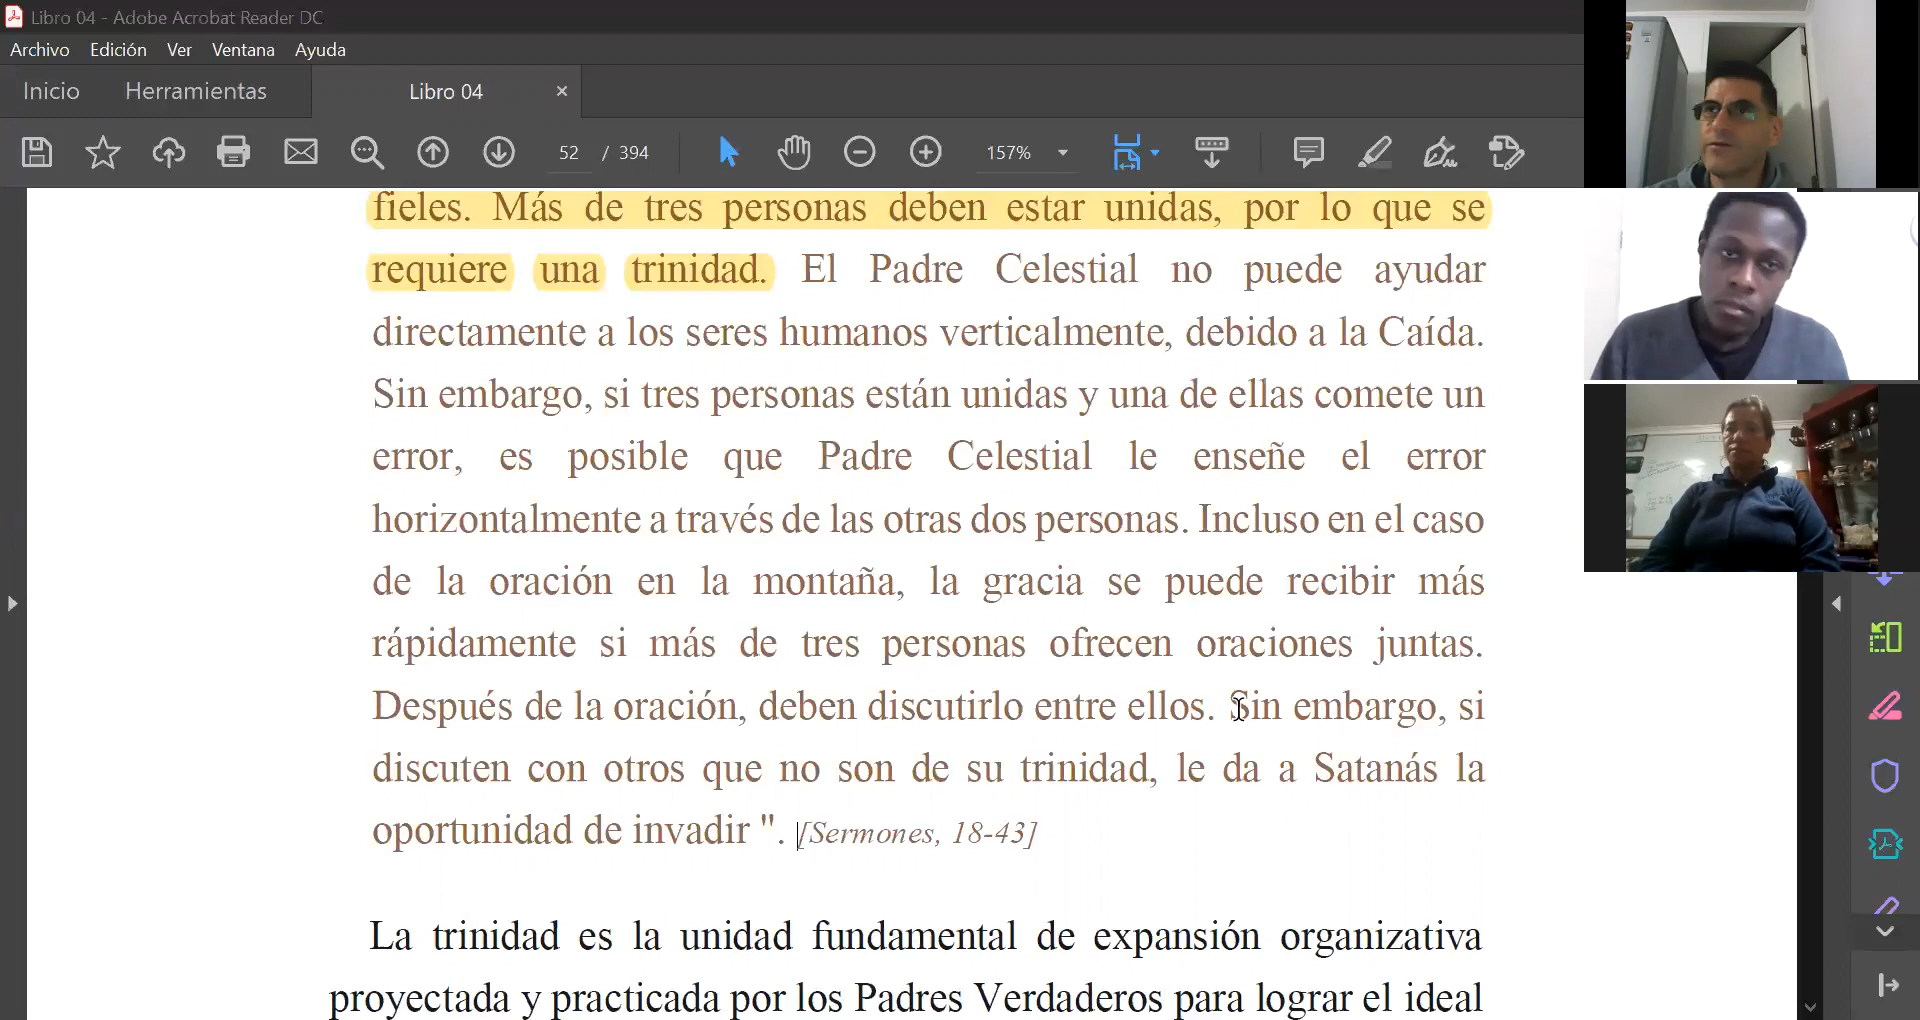 Libro 04 - Adobe Acrobat Reader DC
Archivo Edición Ver Ventana Ayuda
Inicio Herramientas Libro 04 ×
52 / 394 157%
fieles. Más de tres personas deben estar unidas, por lo que se
requiere una trinidad. El Padre Celestial no puede ayudar
directamente a los seres humanos verticalmente, debido a la Caída.
Sin embargo, si tres personas están unidas y una de ellas comete un
error, es posible que Padre Celestial le enseñe el error
horizontalmente a través de las otras dos personas. Incluso en el caso
de la oración en la montaña, la gracia se puede recibir más
rápidamente si más de tres personas ofrecen oraciones juntas.
Después de la oración, deben discutirlo entre ellos. Sin embargo, si
discuten con otros que no son de su trinidad, le da a Satanás la
oportunidad de invadir ". [Sermones, 18-43]
La trinidad es la unidad fundamental de expansión organizativa
proyectada y practicada por los Padres Verdaderos para lograr el ideal